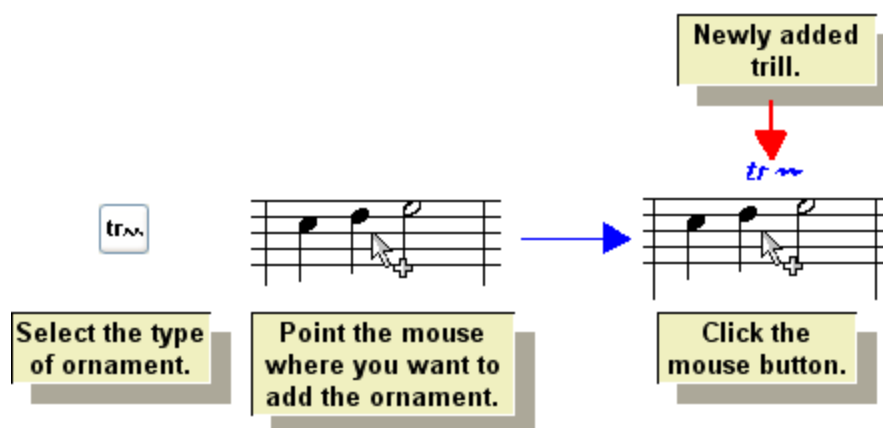 Newly added
trill.
tr
tr
Select the type
of ornament.
Point the mouse
where you want to
add the ornament.
Click the
mouse button.